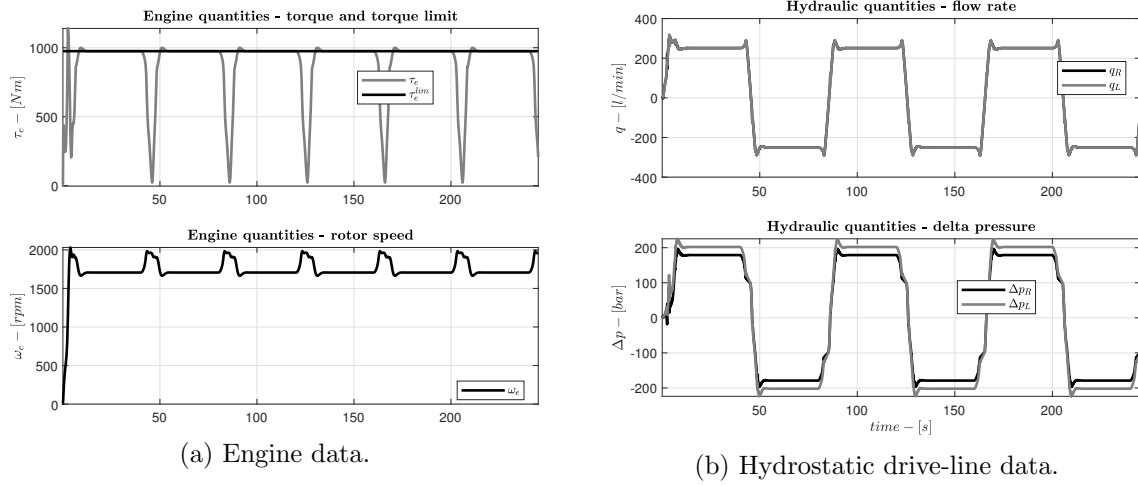 Engine quantities - torque and torque limit
1000
500
0
τe − [Nm]
τe
τe^lim
50
100
150
200
Engine quantities - rotor speed
2000
1500
1000
500
0
ωe − [rpm]
ωe
50
100
150
200
(a) Engine data.
Hydraulic quantities - flow rate
400
200
0
-200
-400
q − [l/min]
qR
qL
50
100
150
200
Hydraulic quantities - delta pressure
200
100
0
-100
-200
Δp − [bar]
ΔpR
ΔpL
50
100
150
200
time − [s]
(b) Hydrostatic drive-line data.